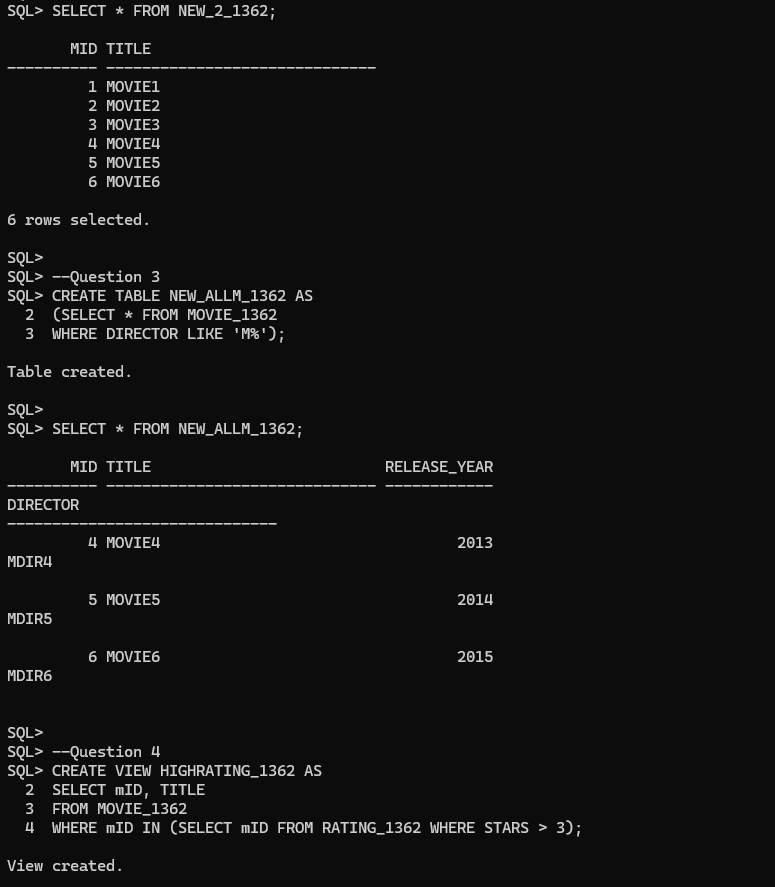 SQL> SELECT * FROM NEW_2_1362;
MID TITLE
---------- ------------------------------
1 MOVIE1
2 MOVIE2
3 MOVIE3
4 MOVIE4
5 MOVIE5
6 MOVIE6
6 rows selected.
SQL>
SQL> --Question 3
SQL> CREATE TABLE NEW_ALLM_1362 AS
2 (SELECT * FROM MOVIE_1362
3 WHERE DIRECTOR LIKE 'M%');
Table created.
SQL>
SQL> SELECT * FROM NEW_ALLM_1362;
MID TITLE RELEASE_YEAR
---------- ------------------------------ ------------
DIRECTOR
------------------------------
4 MOVIE4 2013
MDIR4
5 MOVIE5 2014
MDIR5
6 MOVIE6 2015
MDIR6
SQL>
SQL> --Question 4
SQL> CREATE VIEW HIGHRATING_1362 AS
2 SELECT mID, TITLE
3 FROM MOVIE_1362
4 WHERE mID IN (SELECT mID FROM RATING_1362 WHERE STARS > 3);
View created.